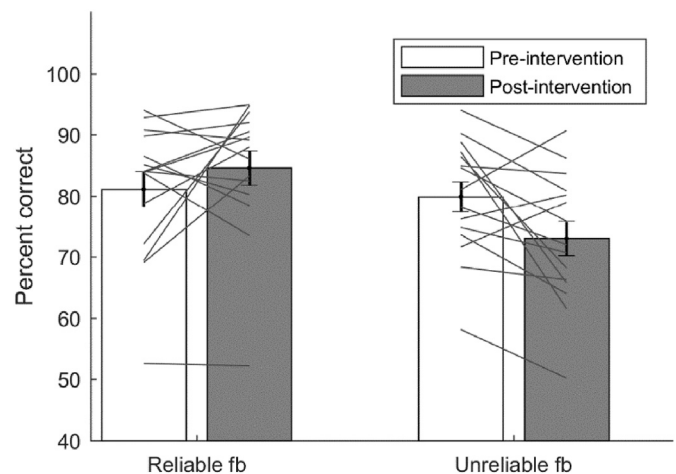 Percent correct
100
90
80
70
60
50
40
Pre-intervention
Post-intervention
Reliable fb
Unreliable fb